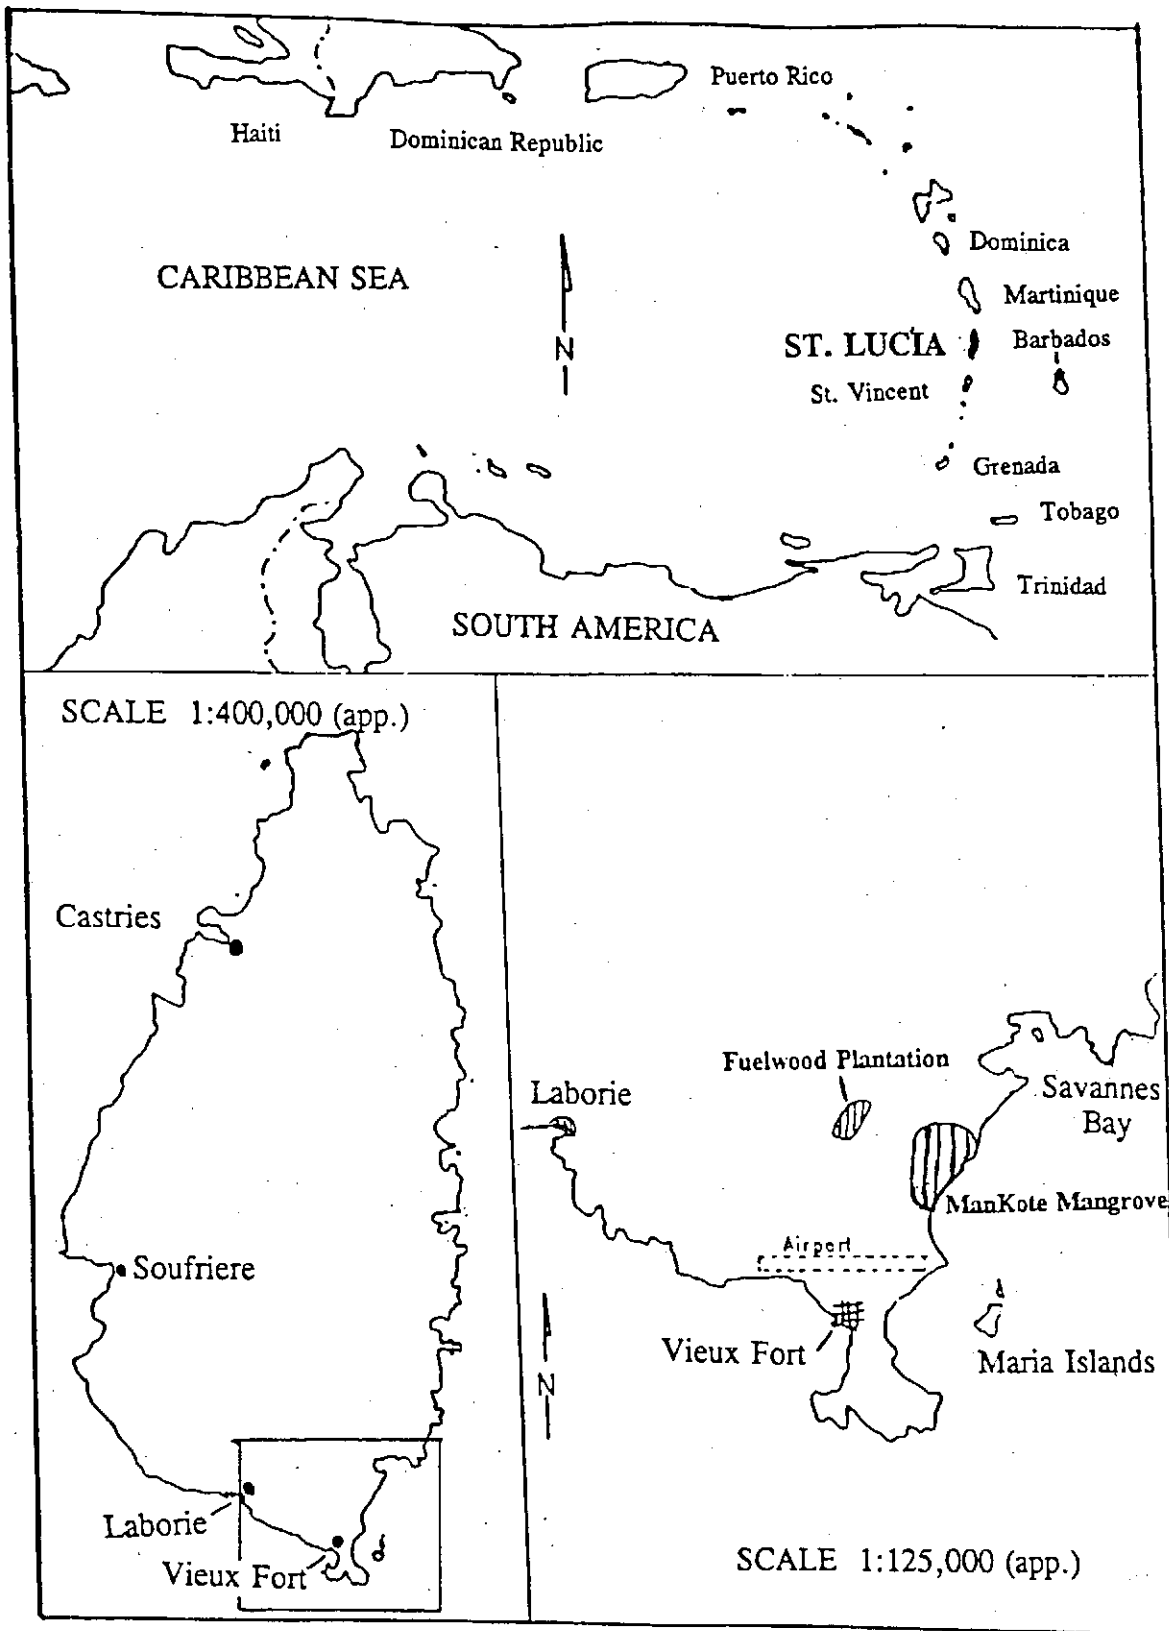 Puerto Rico
Haiti
Dominican Republic
Dominica
CARIBBEAN SEA
Martinique
N
ST. LUCIA
Barbados
St. Vincent
Grenada
Tobago
Trinidad
SOUTH AMERICA
SCALE 1:400,000 (app.)
Castries
Soufriere
Laborie
Vieux Fort
Fuelwood Plantation
Laborie
Savannes
Bay
ManKote Mangrove
Airport
Vieux Fort
Maria Islands
N
SCALE 1:125,000 (app.)